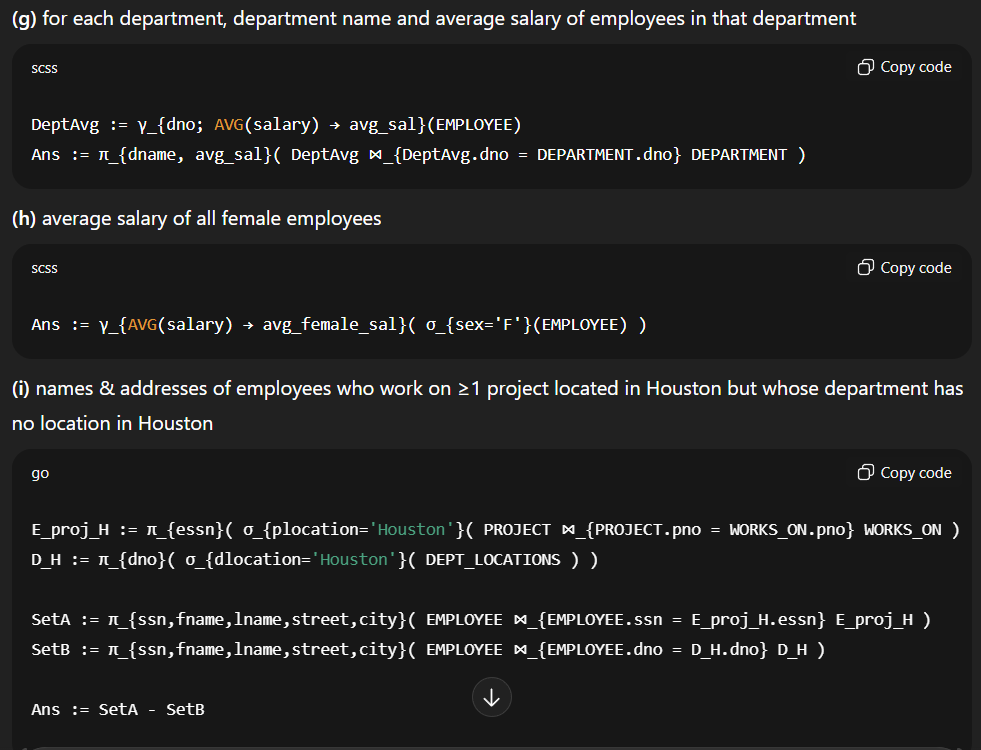 (g) for each department, department name and average salary of employees in that department
scss
Copy code
DeptAvg := γ_{dno; AVG(salary) → avg_sal}(EMPLOYEE)
Ans := π_{dname, avg_sal}( DeptAvg ⋈_{DeptAvg.dno = DEPARTMENT.dno} DEPARTMENT )
(h) average salary of all female employees
scss
Copy code
Ans := γ_{AVG(salary) → avg_female_sal}( σ_{sex='F'}(EMPLOYEE) )
(i) names & addresses of employees who work on ≥1 project located in Houston but whose department has
no location in Houston
go
Copy code
E_proj_H := π_{essn}( σ_{plocation='Houston'}( PROJECT ⋈_{PROJECT.pno = WORKS_ON.pno} WORKS_ON )
D_H := π_{dno}( σ_{dlocation='Houston'}( DEPT_LOCATIONS ) )
SetA := π_{ssn,fname,lname,street,city}( EMPLOYEE ⋈_{EMPLOYEE.ssn = E_proj_H.essn} E_proj_H )
SetB := π_{ssn,fname,lname,street,city}( EMPLOYEE ⋈_{EMPLOYEE.dno = D_H.dno} D_H )
Ans := SetA - SetB